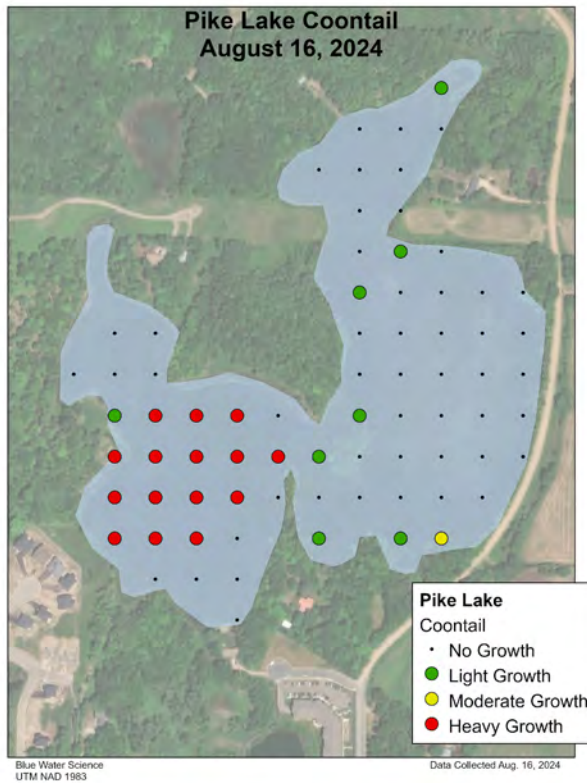 Pike Lake Coontail
August 16, 2024
Pike Lake
Coontail
No Growth
Light Growth
Moderate Growth
Heavy Growth
Blue Water Science
UTM NAD 1983
Data Collected Aug. 16, 2024